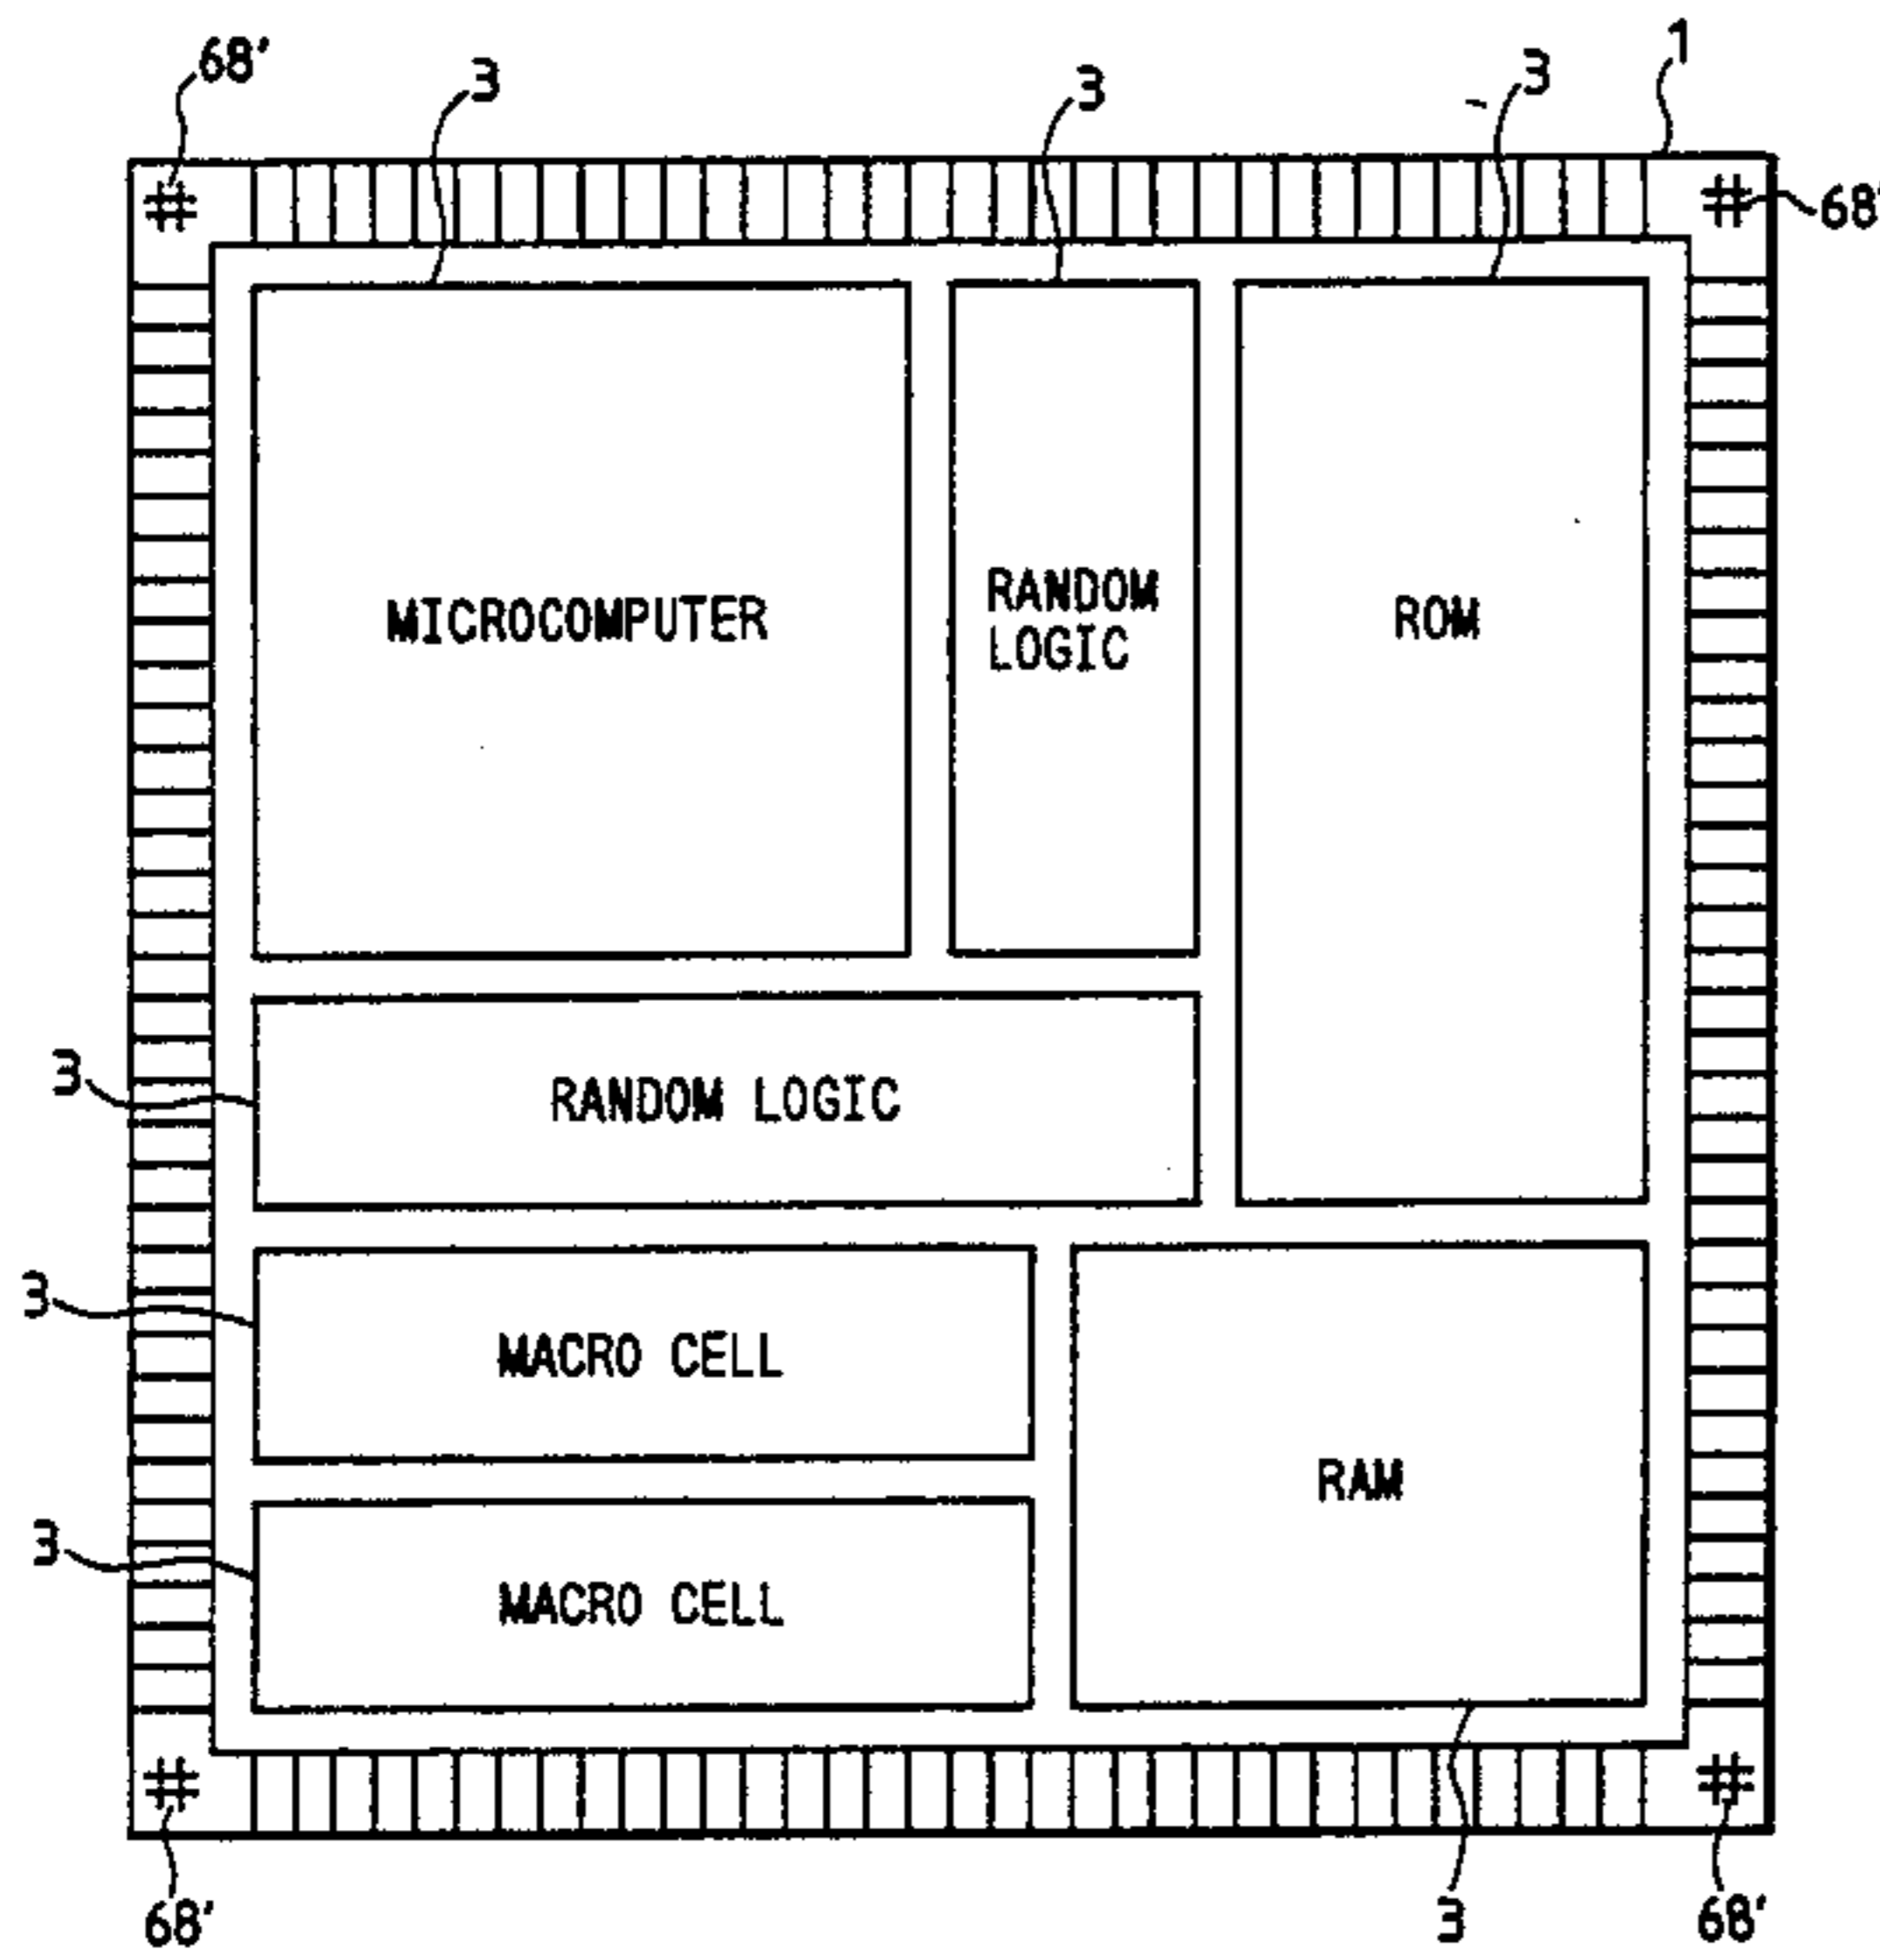 1
68' 3 3 3
68'
MICROCOMPUTER
RANDOM
LOGIC
ROM
3
RANDOM LOGIC
3
MACRO CELL
RAM
3
MACRO CELL
68' 3 68'